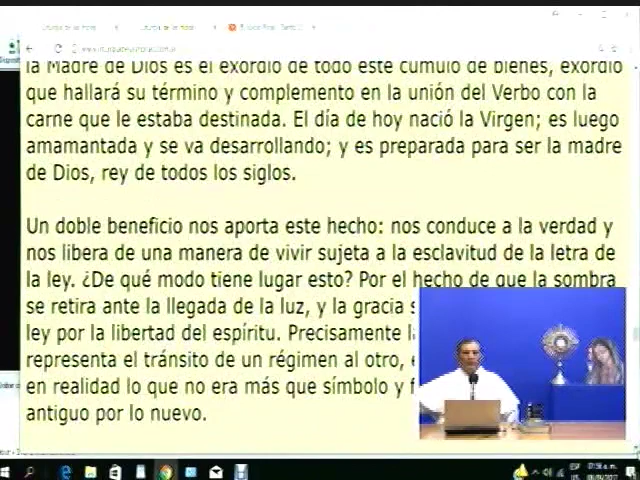 la Madre de Dios es el exordio de todo este cúmulo de bienes, exordio
que hallará su término y complemento en la unión del Verbo con la
carne que le estaba destinada. El día de hoy nació la Virgen; es luego
amamantada y se va desarrollando; y es preparada para ser la madre
de Dios, rey de todos los siglos.
Un doble beneficio nos aporta este hecho: nos conduce a la verdad y
nos libera de una manera de vivir sujeta a la esclavitud de la letra de
la ley. ¿De qué modo tiene lugar esto? Por el hecho de que la sombra
se retira ante la llegada de la luz, y la gracia
ley por la libertad del espíritu. Precisamente
representa el tránsito de un régimen al otro,
en realidad lo que no era más que símbolo y
antiguo por lo nuevo.
ESP